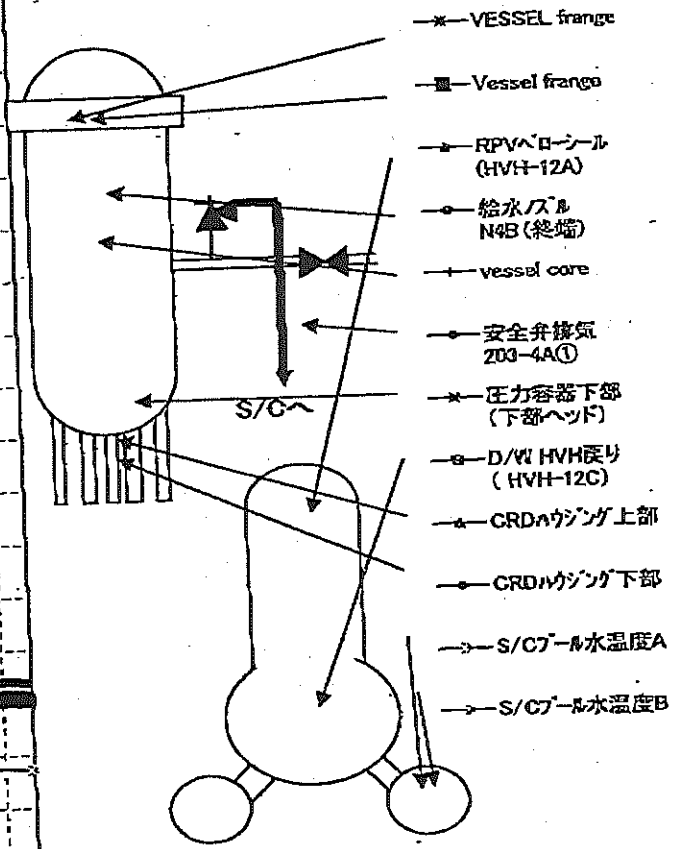 VESSEL frange
Vessel frange
RPVベローシール
(HVH-12A)
給水ノズル
N4B(終端)
vessel core
安全弁排気
203-4A①
圧力容器下部
(下部ヘッド)
D/W HVH戻り
( HVH-12C)
CRDハウジング上部
CRDハウジング下部
S/Cプール水温度A
S/Cプール水温度B
S/Cへ